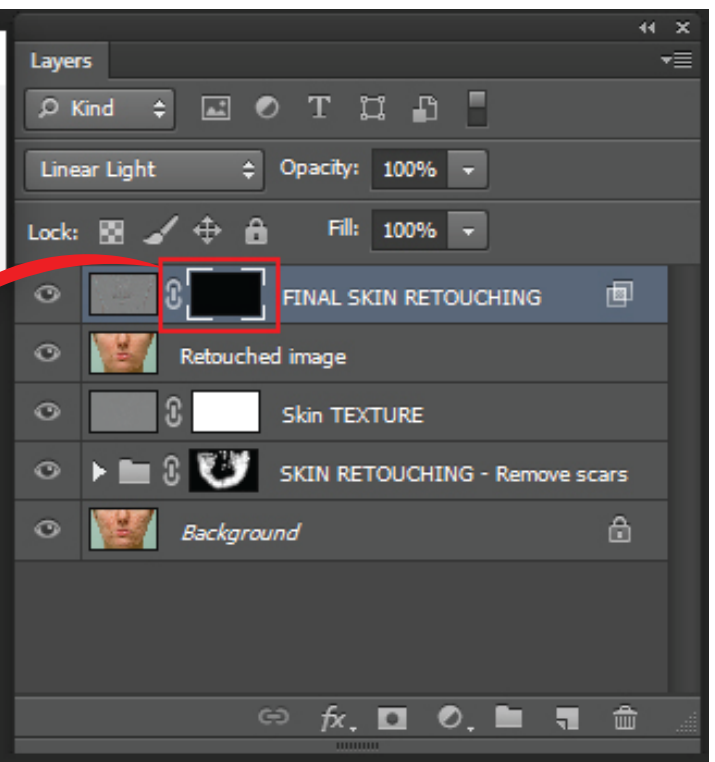 Layers
Kind T
Linear Light Opacity: 100%
Lock: Fill: 100%
FINAL SKIN RETOUCHING
Retouched image
Skin TEXTURE
SKIN RETOUCHING - Remove scars
Background
fx